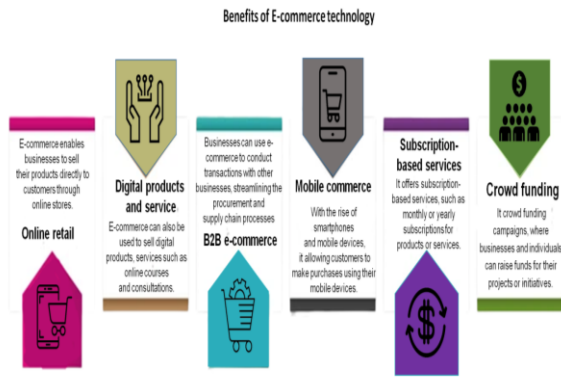 Benefits of E-commerce technology
E-commerce enables
businesses to sell
their products directly to
customers through
online stores.
Online retail
Digital products
and service
E-commerce can also
be used to sell digital
products, services such as
online courses
and consultations.
Businesses can use e-
commerce to conduct
transactions with other
businesses, streamlining the
procurement and
supply chain processes
B2B e-commerce
Mobile commerce
With the rise of
smartphones
and mobile devices,
it allowing customers to
make purchases using their
mobile devices.
Subscription-
based services
It offers subscription-
based services, such as
monthly or yearly
subscriptions for
products or services.
Crowd funding
It crowd funding
campaigns, where
businesses and individuals
can raise funds for their
projects or initiatives.